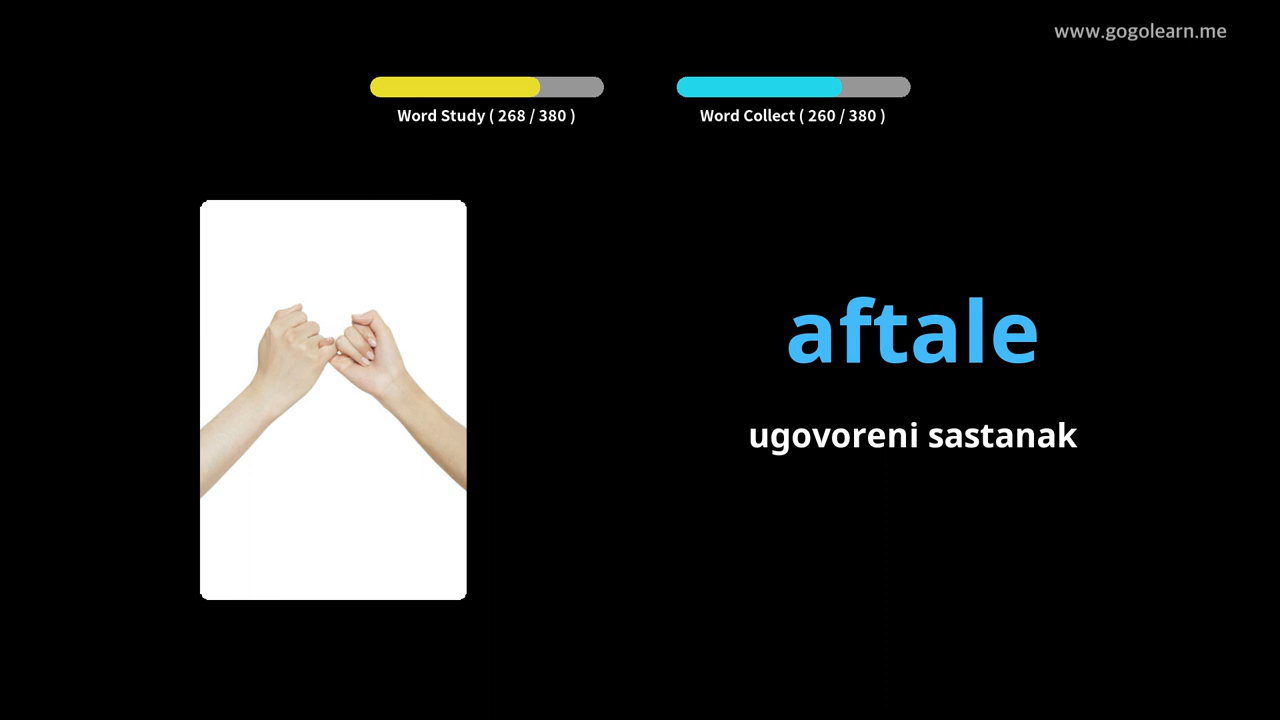 www.gogolearn.me
Word Study ( 268 / 380 )
Word Collect ( 260 / 380 )
aftale
ugovoreni sastanak